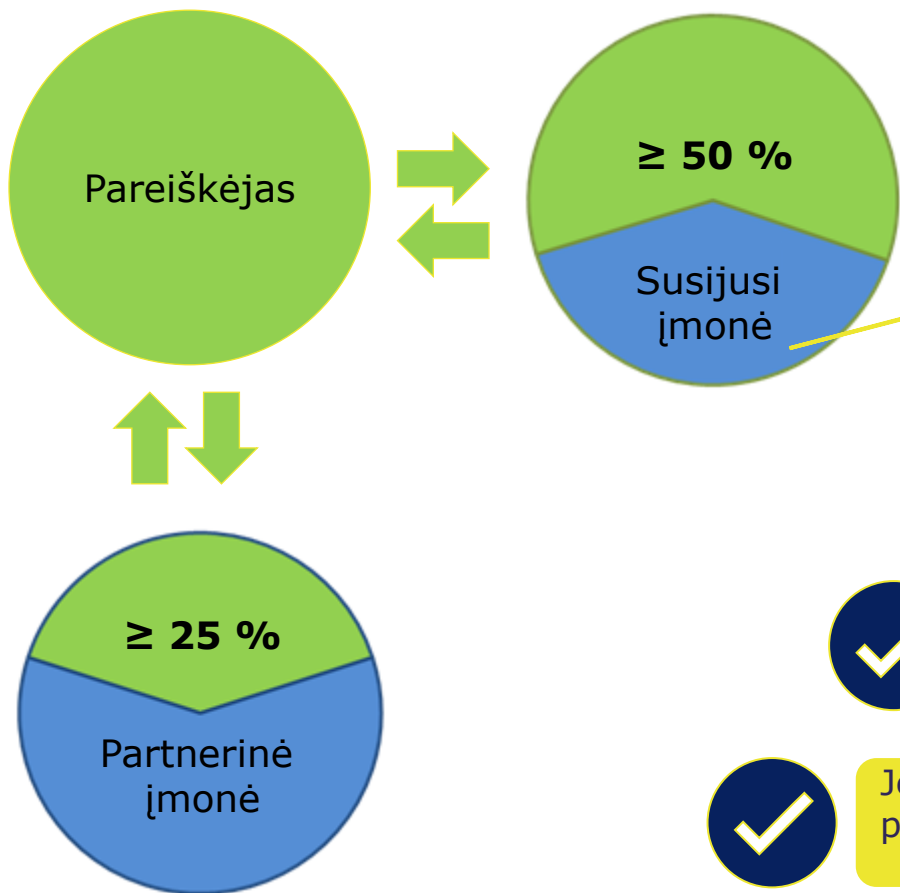 Pareiškėjas
≥ 50 %
Susijusi
įmonė
≥ 25 %
Partnerinė
įmonė